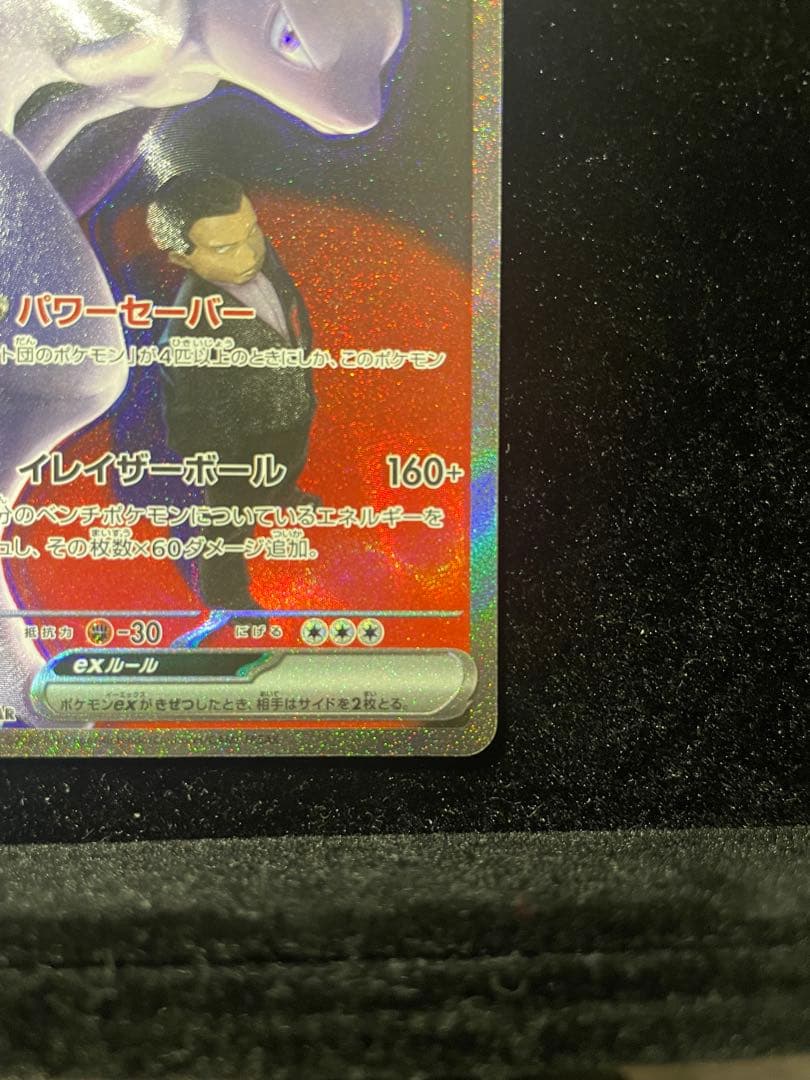 パワーセーバー
ト団のポケモン」が4匹以上のときにしか、このポケモン
イレイザーボール 160+
分のベンチポケモンについているエネルギーを
ュし、その枚数×60ダメージ追加。
抵抗力 -30 にげる
exルール
ポケモンexがきぜつしたとき、相手はサイドを2枚とる。
AR